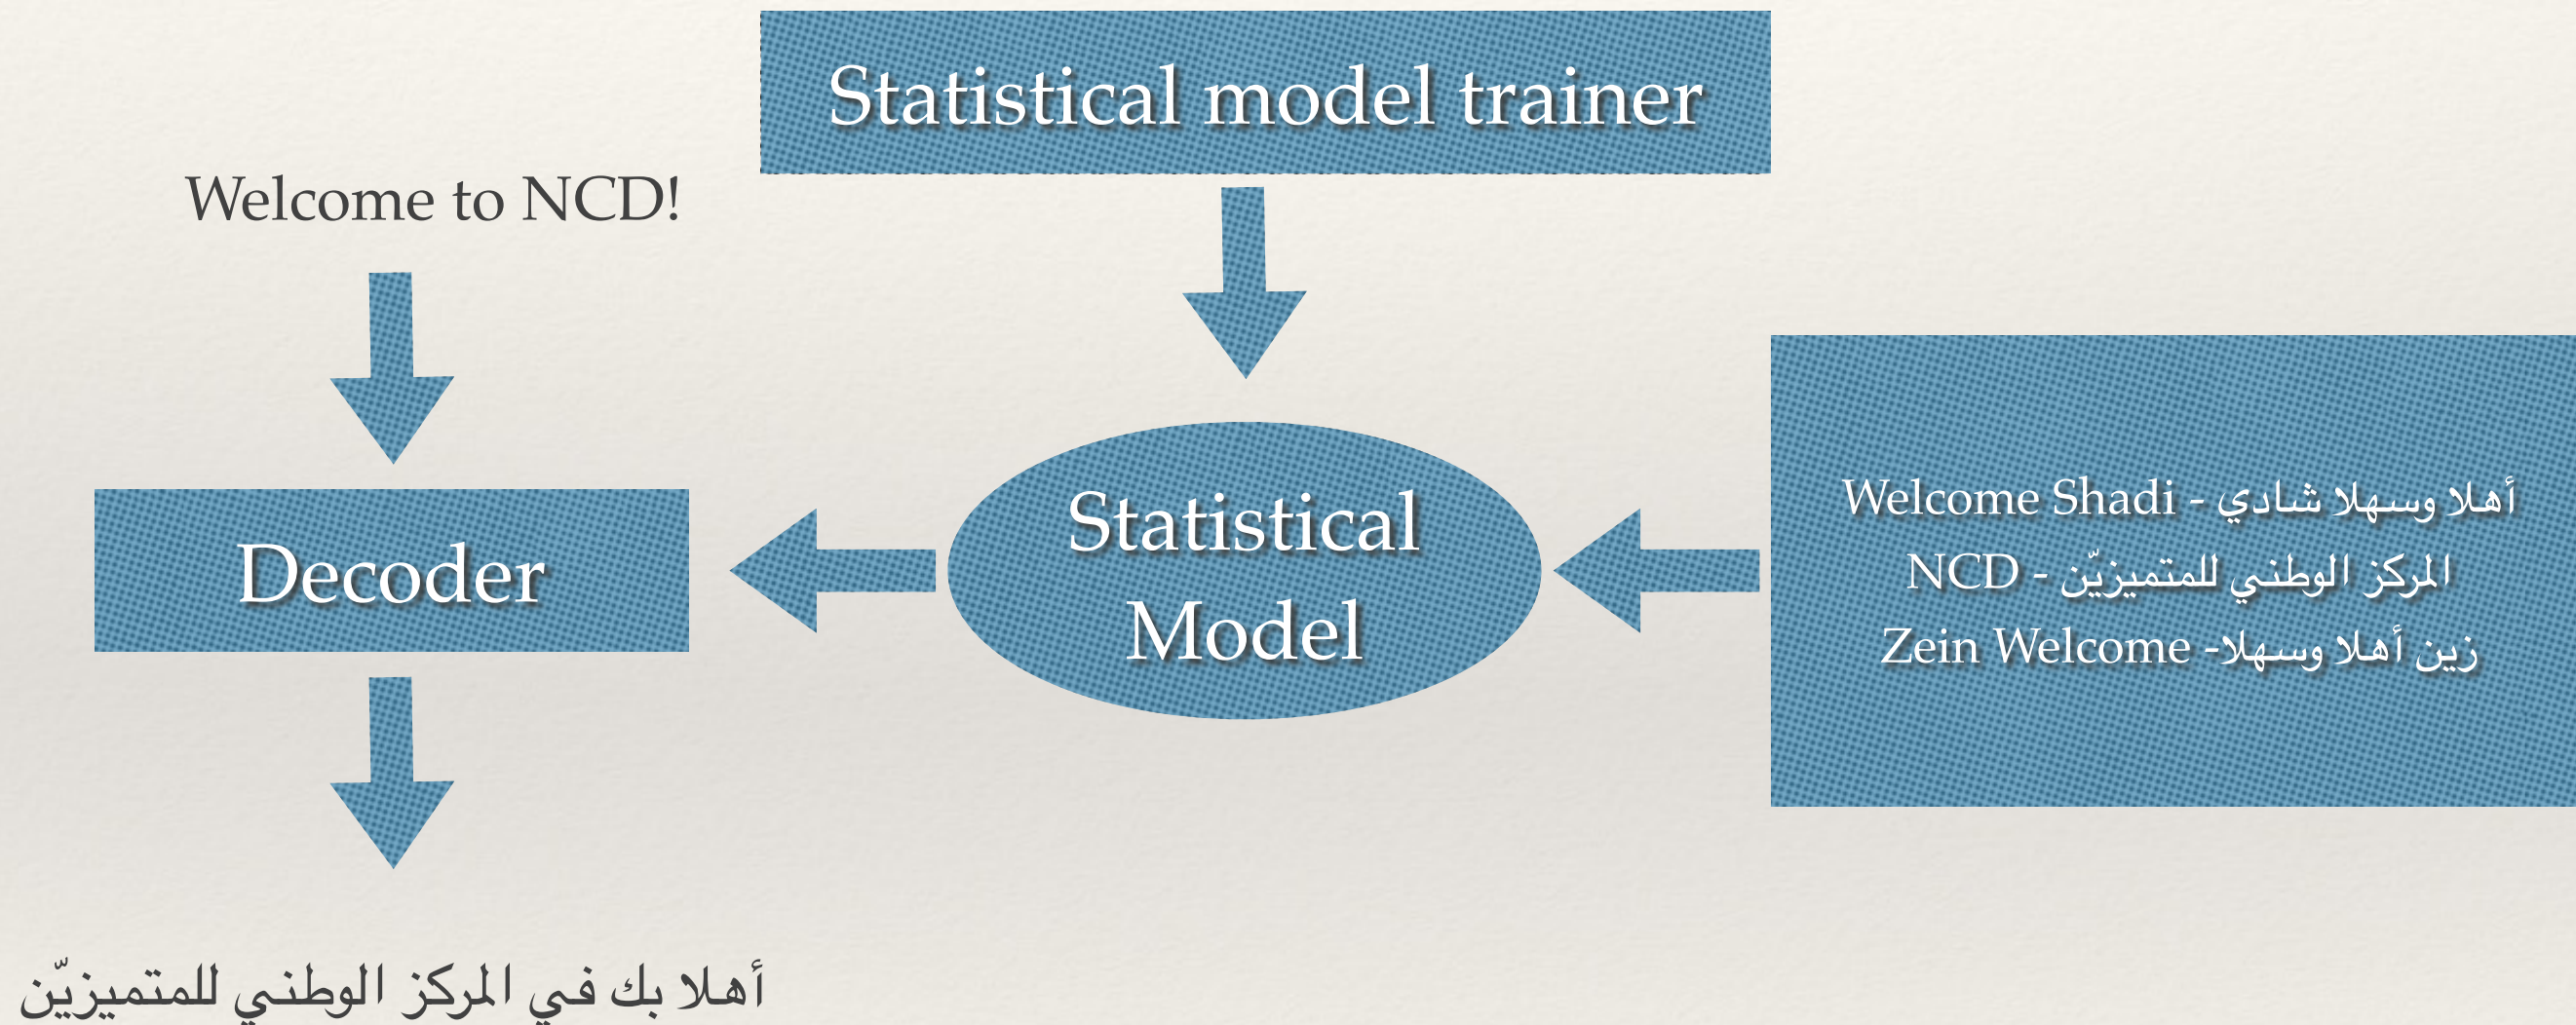 Statistical model trainer
Welcome to NCD!
Decoder
Statistical
Model
Welcome Shadi - أهلا وسهلا شادي
NCD - المركز الوطني للمتميزيّن
Zein Welcome -زين أهلا وسهلا
أهلا بك في المركز الوطني للمتميزيّن